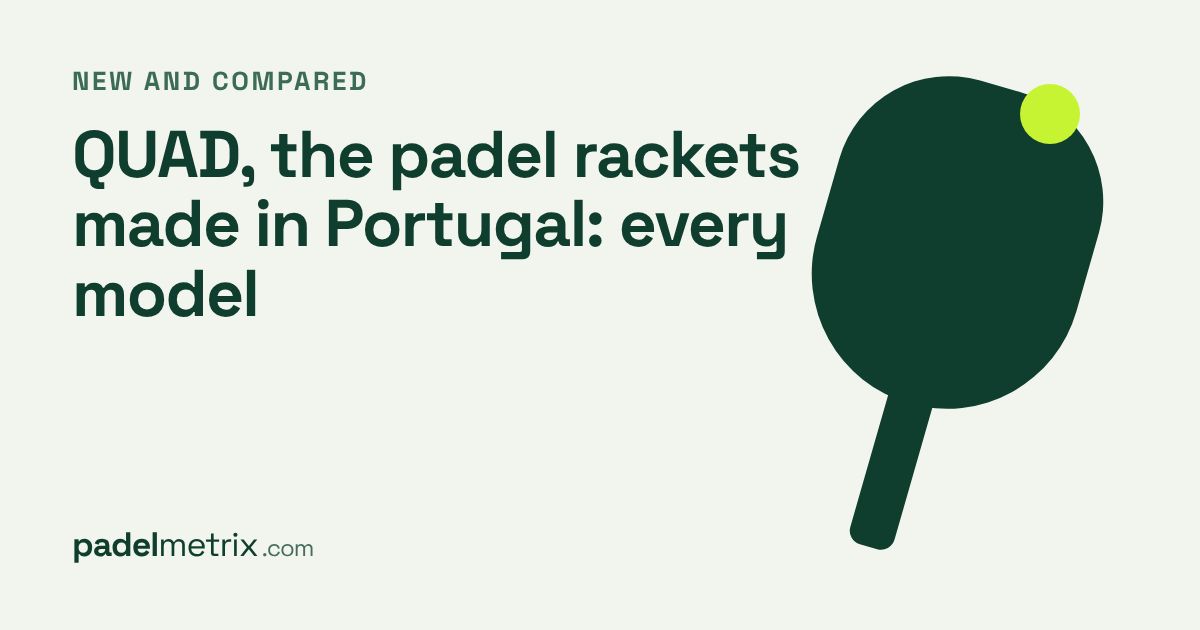 NEW AND COMPARED
QUAD, the padel rackets
made in Portugal: every
model
padelmetrix.com